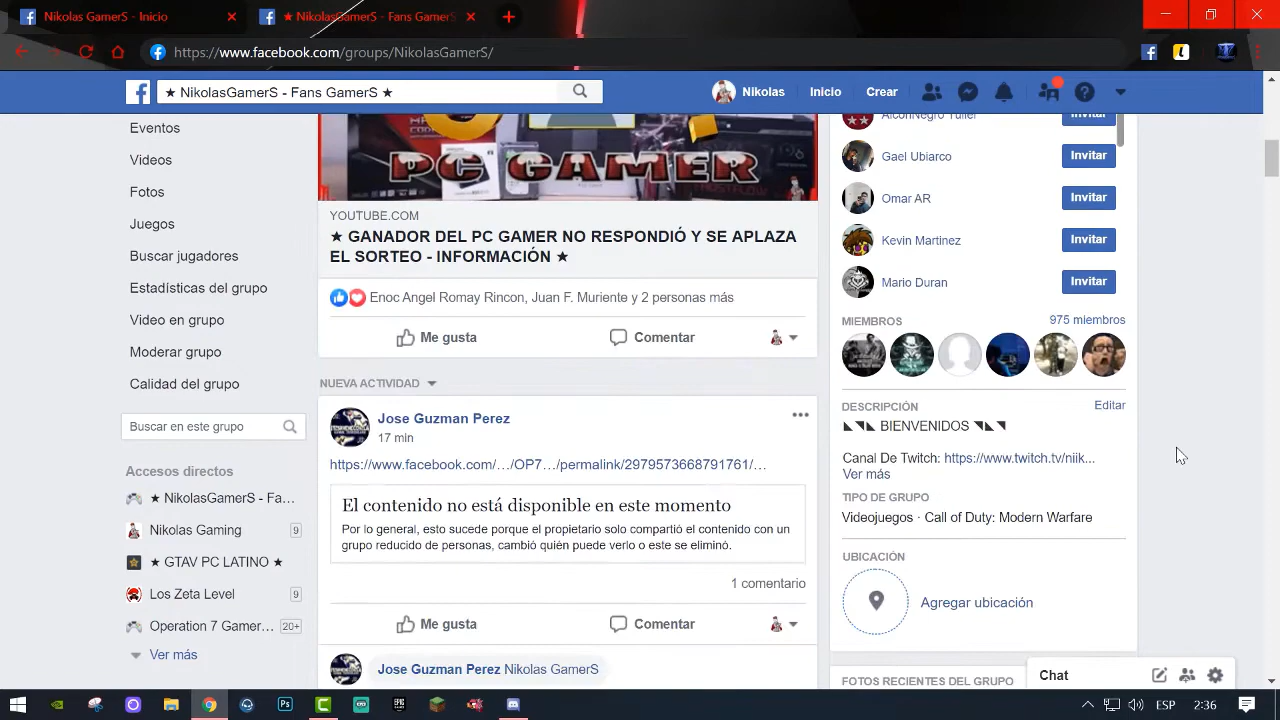 Nikolas GamerS - Inicio
★ NikolasGamerS - Fans GamerS
https://www.facebook.com/groups/NikolasGamerS/
★ NikolasGamerS - Fans GamerS ★
Nikolas
Inicio
Crear
Eventos
Videos
Fotos
Juegos
Buscar jugadores
Estadísticas del grupo
Video en grupo
Moderar grupo
Calidad del grupo
Buscar en este grupo
Accesos directos
★ NikolasGamerS - Fa...
Nikolas Gaming 9
★ GTAV PC LATINO ★
Los Zeta Level 9
Operation 7 Gamer... 20+
Ver más
PC GAMER
YOUTUBE.COM
★ GANADOR DEL PC GAMER NO RESPONDIÓ Y SE APLAZA
EL SORTEO - INFORMACIÓN ★
Enoc Angel Romay Rincon, Juan F. Muriente y 2 personas más
Me gusta
Comentar
NUEVA ACTIVIDAD
Jose Guzman Perez
17 min
https://www.facebook.com/…/OP7…/permalink/2979573668791761/…
El contenido no está disponible en este momento
Por lo general, esto sucede porque el propietario solo compartió el contenido con un
grupo reducido de personas, cambió quién puede verlo o este se eliminó.
1 comentario
Me gusta
Comentar
Jose Guzman Perez Nikolas GamerS
Invitar
Gael Ubiarco
Invitar
Omar AR
Invitar
Kevin Martinez
Invitar
Mario Duran
Invitar
MIEMBROS
975 miembros
DESCRIPCIÓN
Editar
◣◥◣ BIENVENIDOS ◥◣◥
Canal De Twitch: https://www.twitch.tv/niik...
Ver más
TIPO DE GRUPO
Videojuegos · Call of Duty: Modern Warfare
UBICACIÓN
Agregar ubicación
FOTOS RECIENTES DEL GRUPO
Chat
ESP
2:36